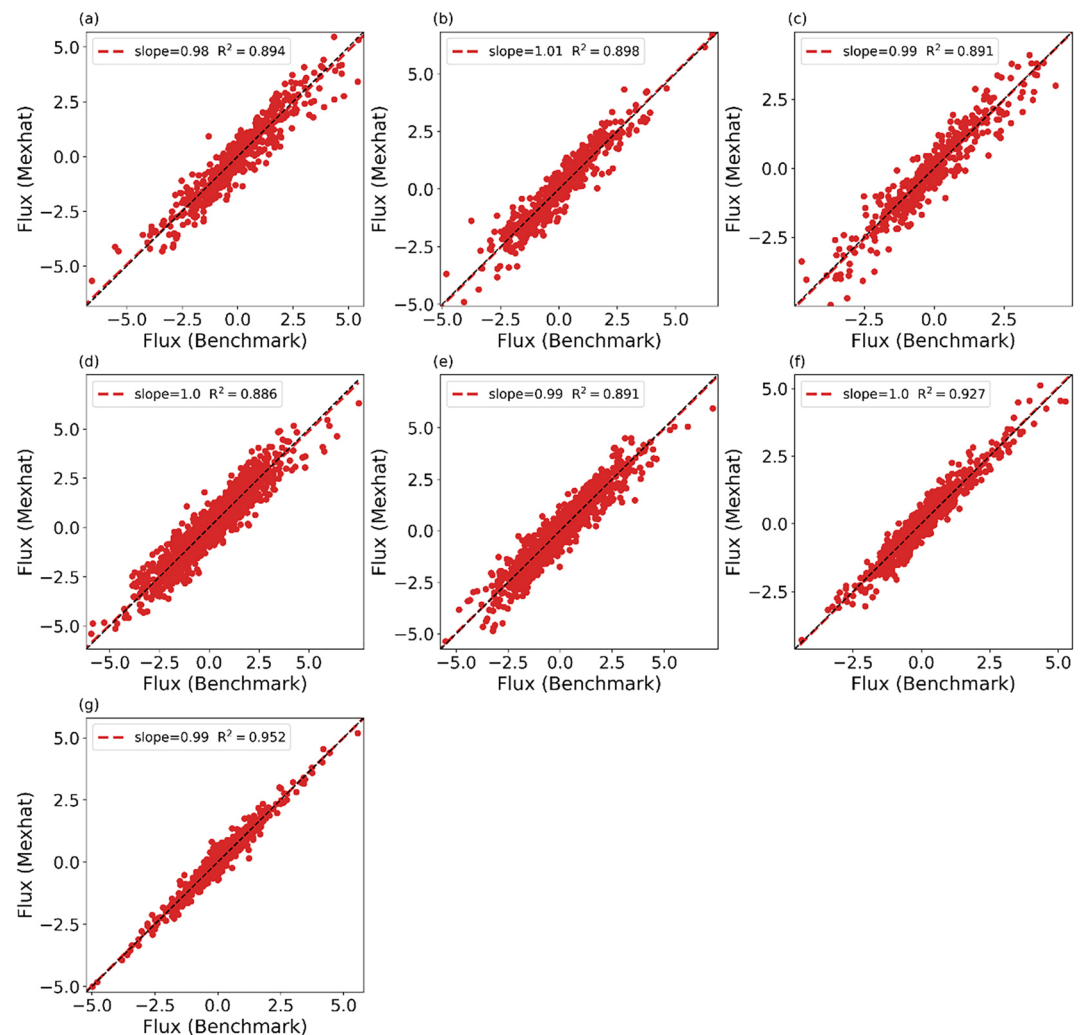 (a)
slope=0.98 R² = 0.894
5.0
2.5
0.0
−2.5
−5.0
Flux (Mexhat)
−5.0 −2.5 0.0 2.5 5.0
Flux (Benchmark)
(b)
slope=1.01 R² = 0.898
5.0
2.5
0.0
−2.5
−5.0
Flux (Mexhat)
−5.0 −2.5 0.0 2.5 5.0
Flux (Benchmark)
(c)
slope=0.99 R² = 0.891
2.5
0.0
−2.5
Flux (Mexhat)
−2.5 0.0 2.5
Flux (Benchmark)
(d)
slope=1.0 R² = 0.886
5.0
2.5
0.0
−2.5
−5.0
Flux (Mexhat)
−5.0 −2.5 0.0 2.5 5.0
Flux (Benchmark)
(e)
slope=0.99 R² = 0.891
5.0
2.5
0.0
−2.5
−5.0
Flux (Mexhat)
−5.0 −2.5 0.0 2.5 5.0
Flux (Benchmark)
(f)
slope=1.0 R² = 0.927
5.0
2.5
0.0
−2.5
Flux (Mexhat)
−2.5 0.0 2.5 5.0
Flux (Benchmark)
(g)
slope=0.99 R² = 0.952
5.0
2.5
0.0
−2.5
−5.0
Flux (Mexhat)
−5.0 −2.5 0.0 2.5 5.0
Flux (Benchmark)